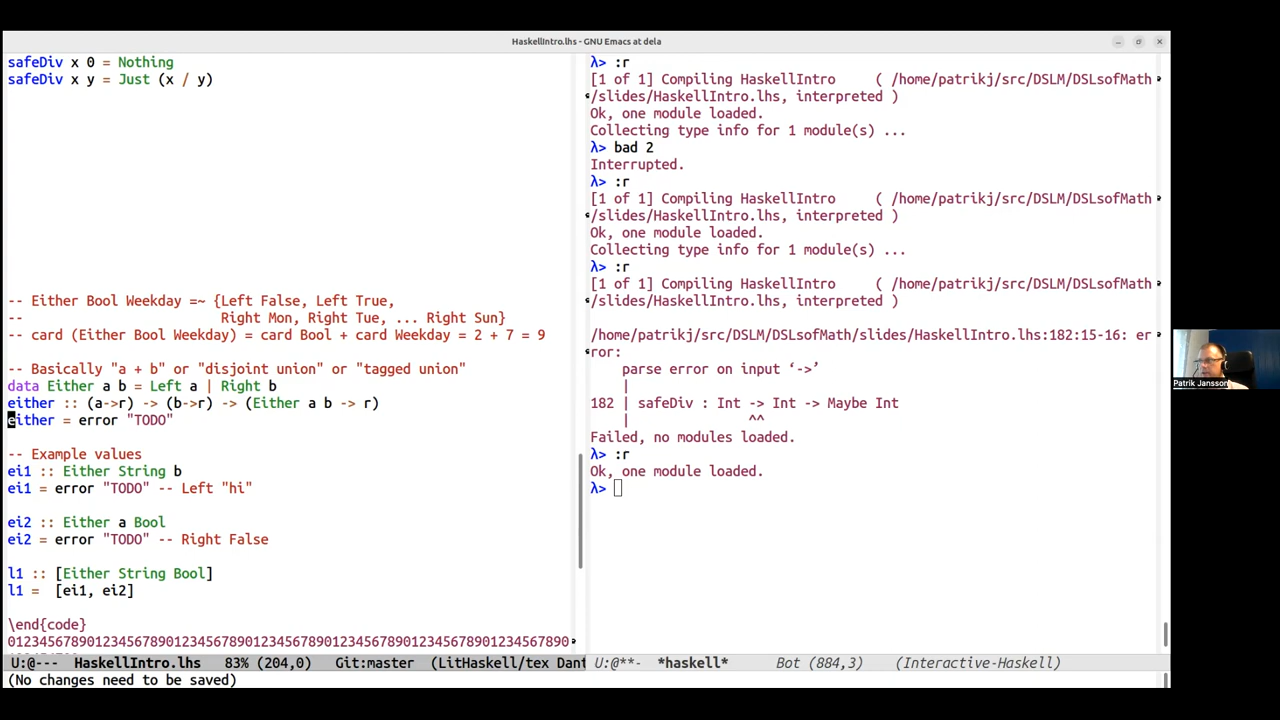 HaskellIntro.lhs - GNU Emacs at dela
safeDiv x 0 = Nothing
safeDiv x y = Just (x / y)
-- Either Bool Weekday =~ {Left False, Left True,
--                         Right Mon, Right Tue, ... Right Sun}
-- card (Either Bool Weekday) = card Bool + card Weekday = 2 + 7 = 9
-- Basically "a + b" or "disjoint union" or "tagged union"
data Either a b = Left a | Right b
either :: (a->r) -> (b->r) -> (Either a b -> r)
either = error "TODO"
-- Example values
ei1 :: Either String b
ei1 = error "TODO" -- Left "hi"
ei2 :: Either a Bool
ei2 = error "TODO" -- Right False
l1 :: [Either String Bool]
l1 =  [ei1, ei2]
\end{code}
01234567890123456789012345678901234567890123456789012345678901234567890
U:@---  HaskellIntro.lhs   83% (204,0)    Git:master  (LitHaskell/tex Dant
(No changes need to be saved)
λ> :r
[1 of 1] Compiling HaskellIntro     ( /home/patrikj/src/DSLM/DSLsofMath
/slides/HaskellIntro.lhs, interpreted )
Ok, one module loaded.
Collecting type info for 1 module(s) ...
λ> bad 2
Interrupted.
λ> :r
[1 of 1] Compiling HaskellIntro     ( /home/patrikj/src/DSLM/DSLsofMath
/slides/HaskellIntro.lhs, interpreted )
Ok, one module loaded.
Collecting type info for 1 module(s) ...
λ> :r
[1 of 1] Compiling HaskellIntro     ( /home/patrikj/src/DSLM/DSLsofMath
/slides/HaskellIntro.lhs, interpreted )
/home/patrikj/src/DSLM/DSLsofMath/slides/HaskellIntro.lhs:182:15-16: er
ror:
    parse error on input ‘->’
    |
182 | safeDiv : Int -> Int -> Maybe Int
    |               ^^
Failed, no modules loaded.
λ> :r
Ok, one module loaded.
λ>
U:@**-  *haskell*      Bot (884,3)    (Interactive-Haskell)
Patrik Jansson